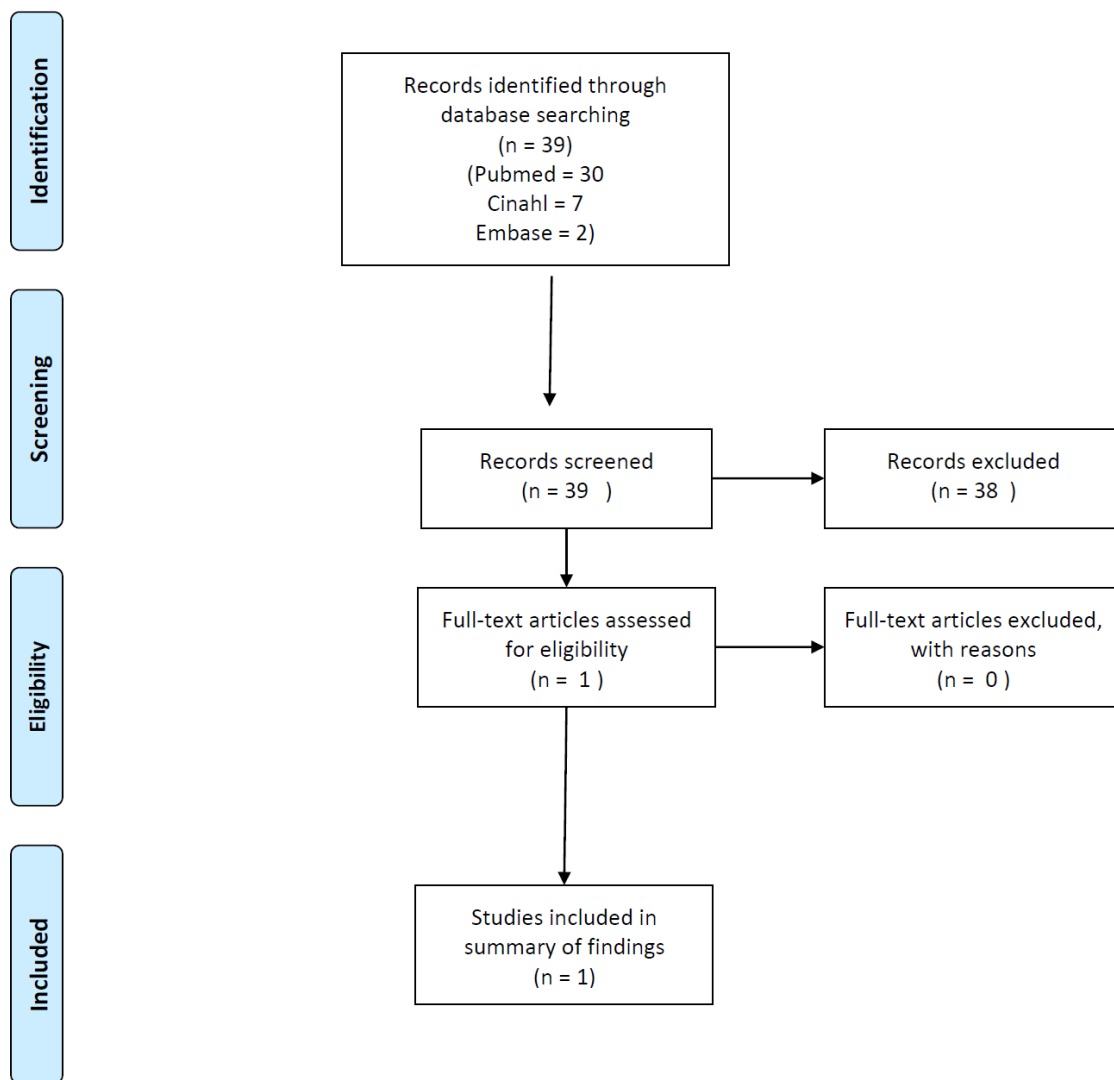 Identification
Records identified through
database searching
(n = 39)
(Pubmed = 30
Cinahl = 7
Embase = 2)
Screening
Records screened
(n = 39   )
Records excluded
(n = 38  )
Eligibility
Full-text articles assessed
for eligibility
(n =  1 )
Full-text articles excluded,
with reasons
(n =  0 )
Included
Studies included in
summary of findings
(n = 1)